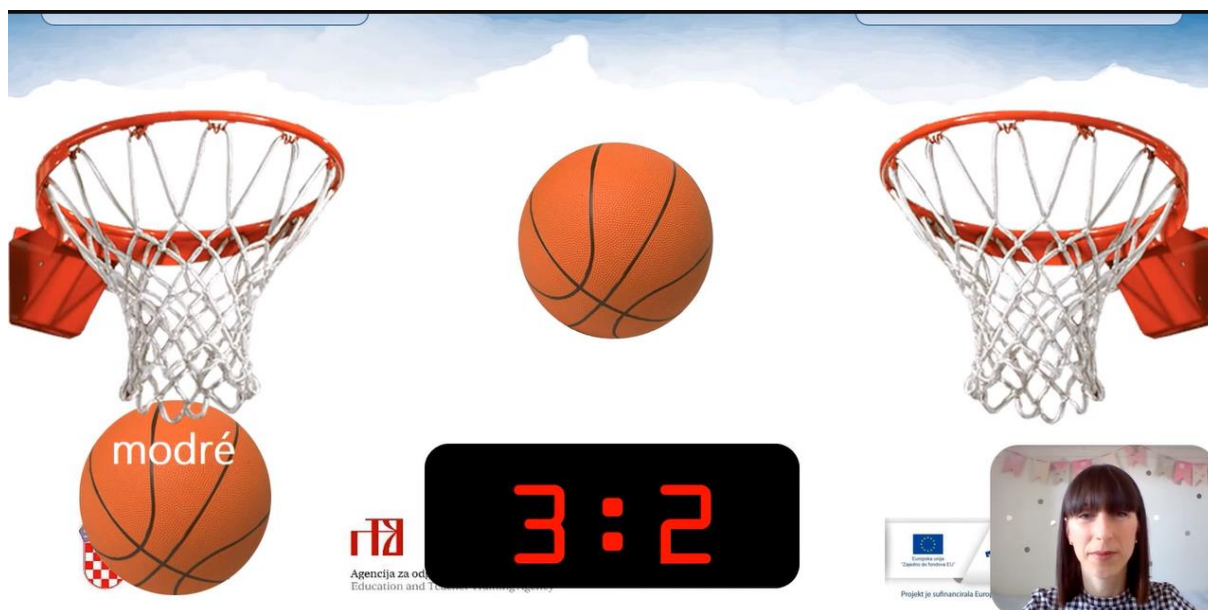 modré
3:2
Agencija za od
Education and Teacher Training Agency
Europska unija
"Zajedno do fondova EU"
Projekt je sufinancirala Europ